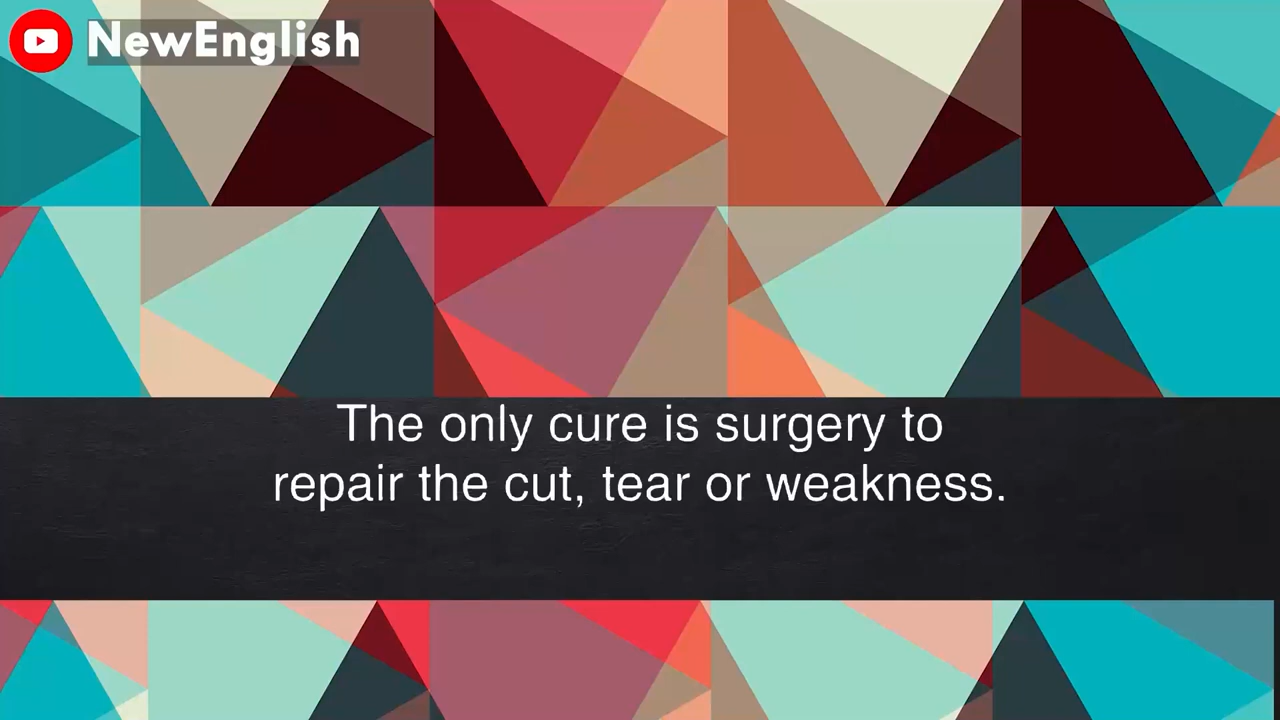 NewEnglish
The only cure is surgery to
repair the cut, tear or weakness.